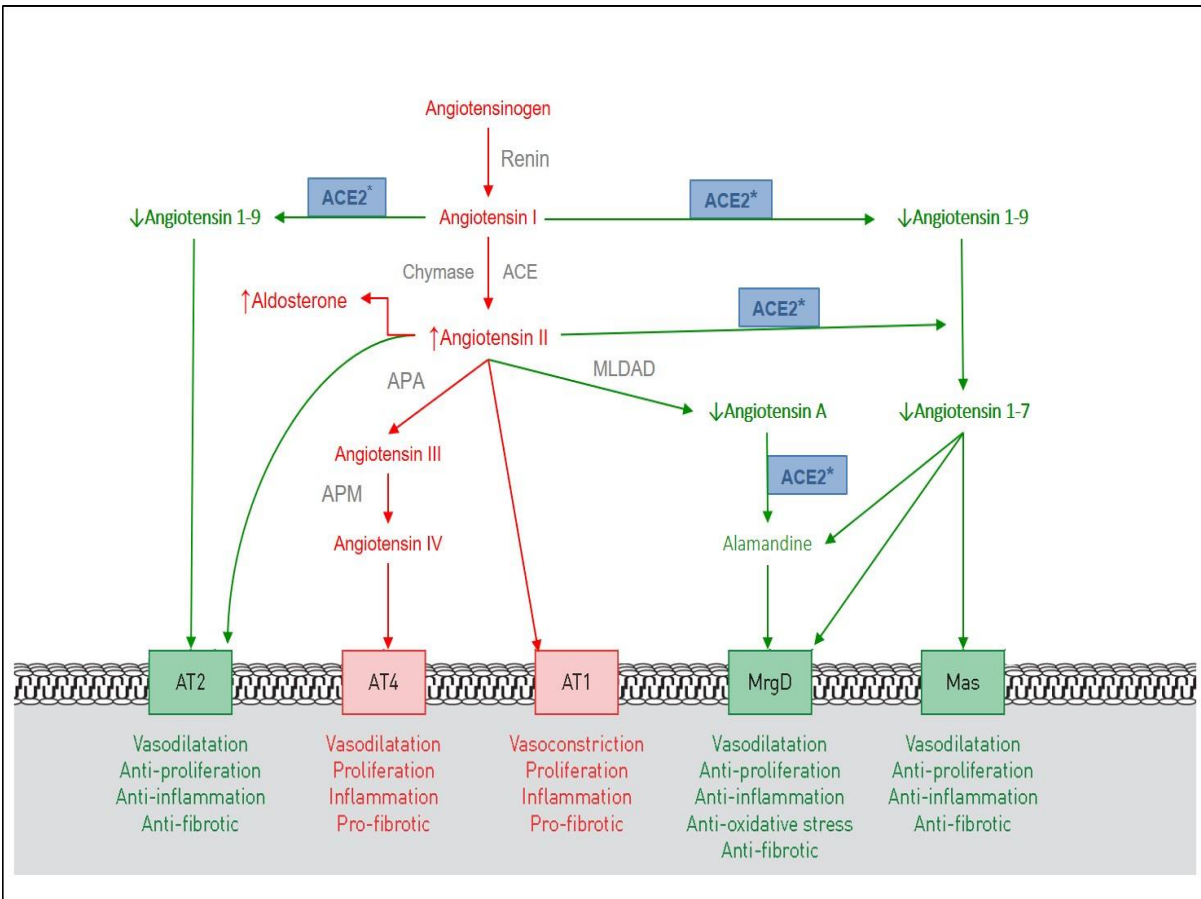 Angiotensinogen
Renin
ACE2*
ACE2*
↓Angiotensin 1-9
Angiotensin I
↓Angiotensin 1-9
Chymase
ACE
↑Aldosterone
ACE2*
↑Angiotensin II
APA
MLDAD
↓Angiotensin A
↓Angiotensin 1-7
Angiotensin III
APM
ACE2*
Angiotensin IV
Alamandine
AT2
AT4
AT1
MrgD
Mas
Vasodilatation
Anti-proliferation
Anti-inflammation
Anti-fibrotic
Vasodilatation
Proliferation
Inflammation
Pro-fibrotic
Vasoconstriction
Proliferation
Inflammation
Pro-fibrotic
Vasodilatation
Anti-proliferation
Anti-inflammation
Anti-oxidative stress
Anti-fibrotic
Vasodilatation
Anti-proliferation
Anti-inflammation
Anti-fibrotic